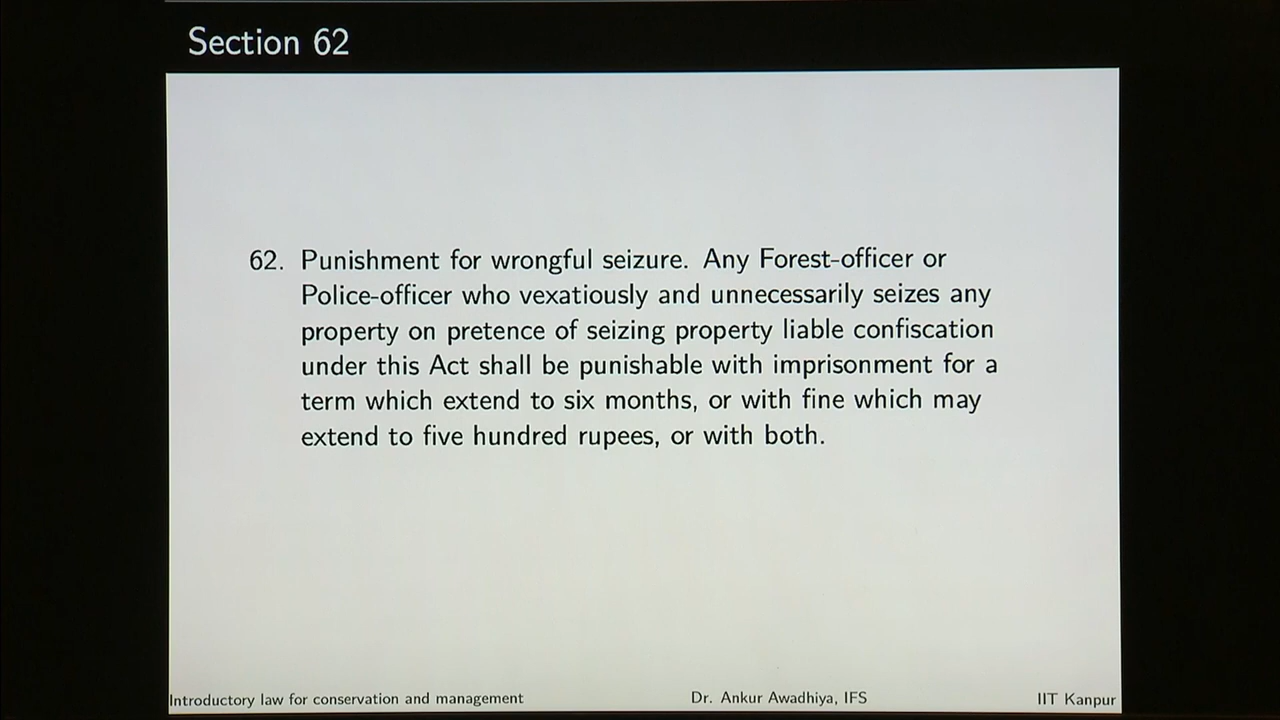 Section 62
62. Punishment for wrongful seizure. Any Forest-officer or
Police-officer who vexatiously and unnecessarily seizes any
property on pretence of seizing property liable confiscation
under this Act shall be punishable with imprisonment for a
term which extend to six months, or with fine which may
extend to five hundred rupees, or with both.
Introductory law for conservation and management Dr. Ankur Awadhiya, IFS IIT Kanpur